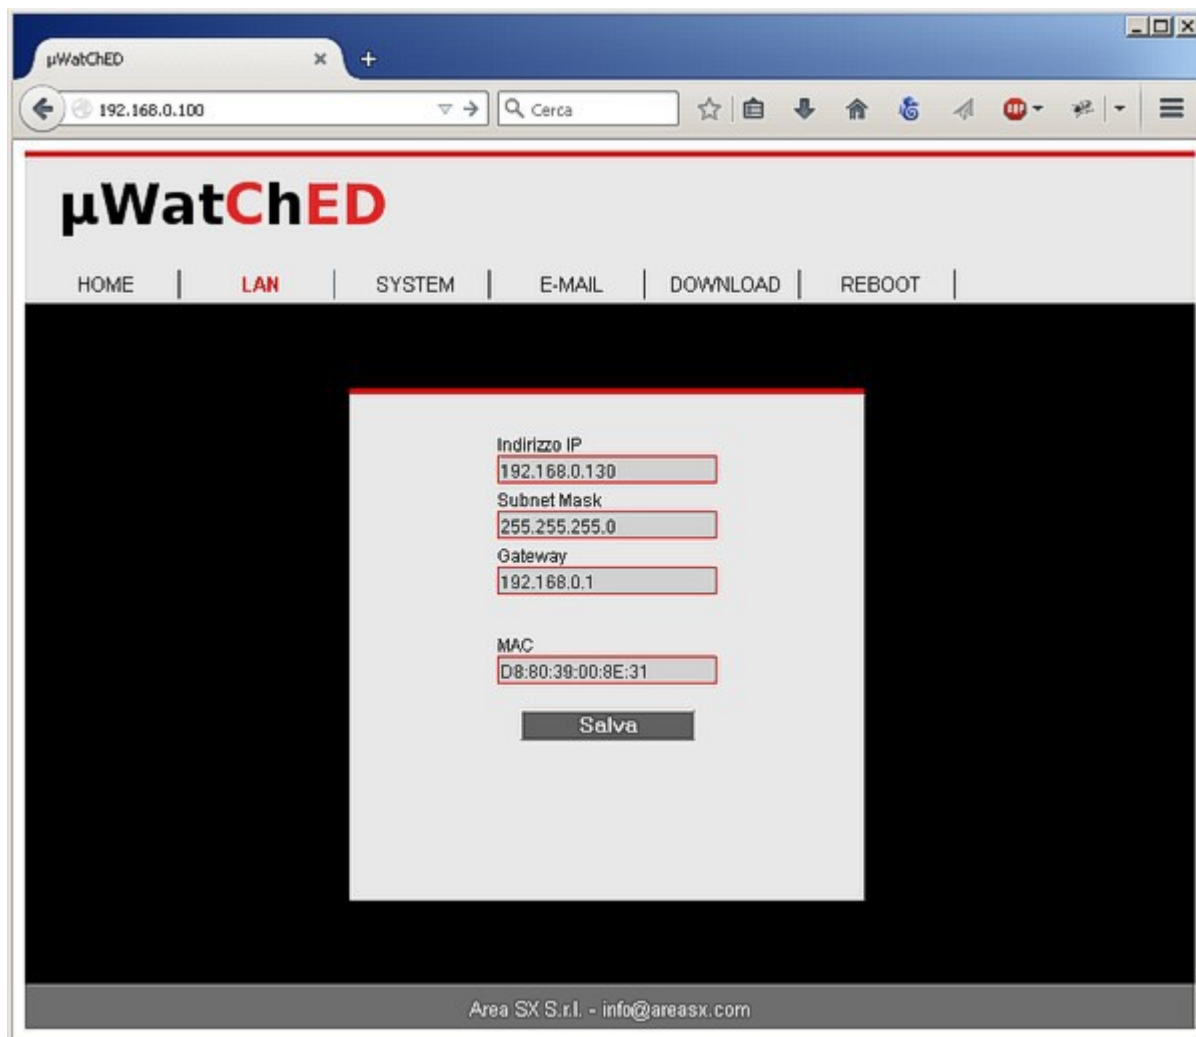 µWatChED
192.168.0.100
Cerca
ABP
µWatChED
HOME
LAN
SYSTEM
E-MAIL
DOWNLOAD
REBOOT
Indirizzo IP
192.168.0.130
Subnet Mask
255.255.255.0
Gateway
192.168.0.1
MAC
D8:80:39:00:8E:31
Salva
Area SX S.r.l. - info@areasx.com